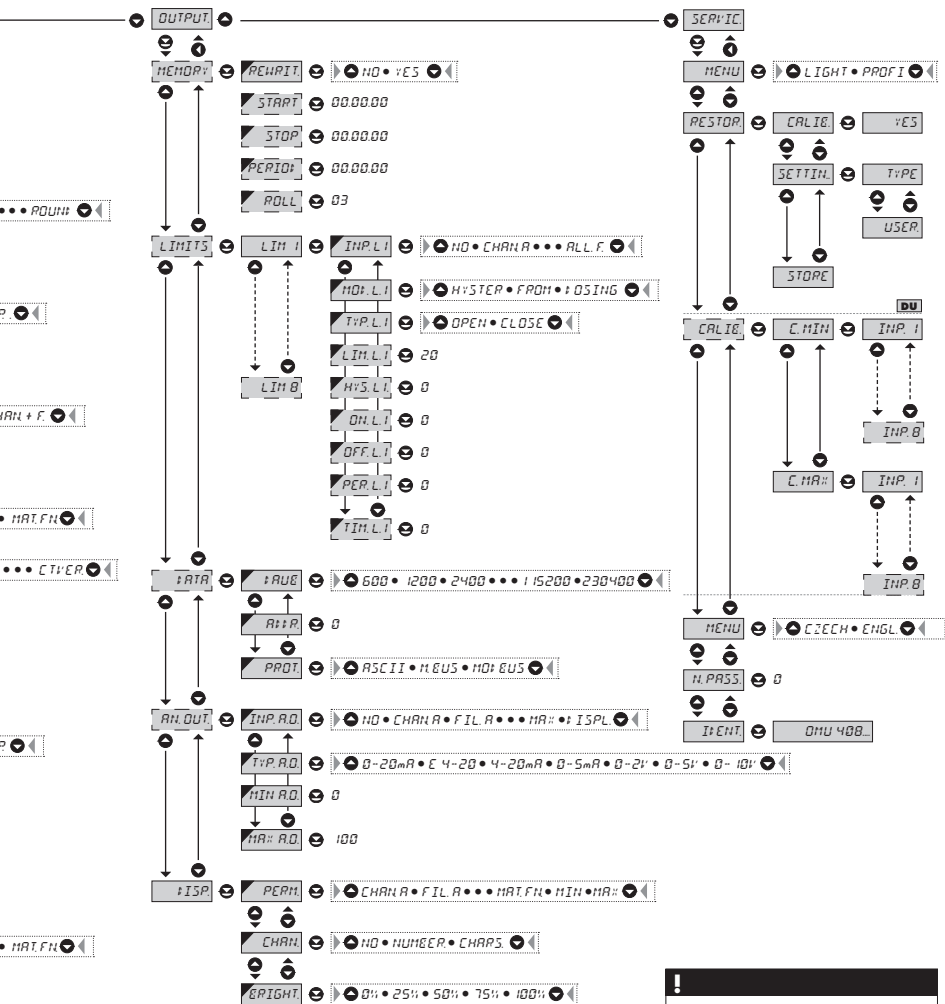 OUTPUT.
SERVIC.
MEMORY
REWRIT.
NO • YES
START
00.00.00
STOP
00.00.00
PERIOD
00.00.00
ROLL
03
LIMITS
LIM 1
INP. L1
NO • CHAN.A • • • ALL. F.
MOD. L.1
HYSTER • FROM • DOSING
TYP. L.1
OPEN • CLOSE
LIM. L.1
20
LIM 8
HYS. L1.
0
ON. L.1
0
OFF. L.1
0
PER. L.1
0
TIM. L.1
0
DATA
BAUD
600 • 1200 • 2400 • • • 115200 • 230400
ADDR.
0
PROT.
ASCII • M.BUS • MODBUS
AN. OUT.
INP. A.O.
NO • CHAN.A • FIL. A • • • MAX • DISPL.
TYP. A.O.
0-20mA • E 4-20 • 4-20mA • 0-5mA • 0-2V • 0-5V • 0-10V
MIN A.O.
0
MAX A.O.
100
DISP.
PERM.
CHAN.A • FIL. A • • • MAT.FN. • MIN • MAX
CHAN.
NO • NUMBER. • CHARS.
BRIGHT.
0% • 25% • 50% • 75% • 100%
MENU
LIGHT • PROFI
RESTOR.
CALIB.
YES
SETTIN.
TYPE
USER.
STORE
DU
CALIB.
C. MIN
INP. 1
INP. 8
C. MAX
INP. 1
INP. 8
MENU
CZECH • ENGL.
N. PASS.
0
IDENT.
OMU 408...
• • • ROUND
P.
HAN. + F.
• MAT.FN.
• • • CTVER.
P.
• MAT.FN.
!